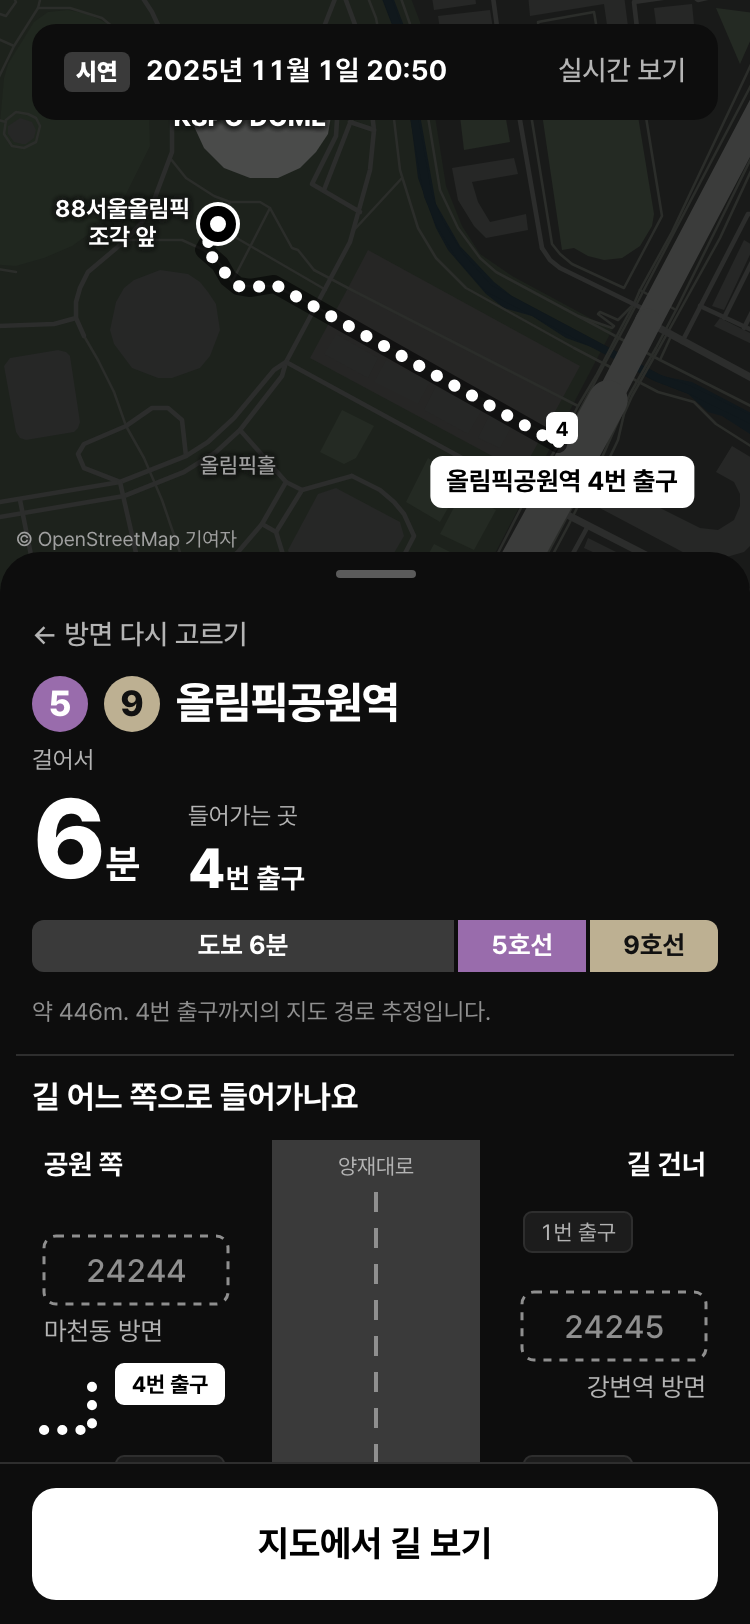 시연 2025년 11월 1일 20:50 실시간 보기
KSPO DOME
88서울올림픽
조각 앞
4
올림픽공원역 4번 출구
올림픽홀
© OpenStreetMap 기여자
← 방면 다시 고르기
5 9 올림픽공원역
걸어서
6분
들어가는 곳
4번 출구
도보 6분 5호선 9호선
약 446m. 4번 출구까지의 지도 경로 추정입니다.
길 어느 쪽으로 들어가나요
공원 쪽 양재대로 길 건너
1번 출구
24244
마천동 방면
24245
강변역 방면
4번 출구
지도에서 길 보기